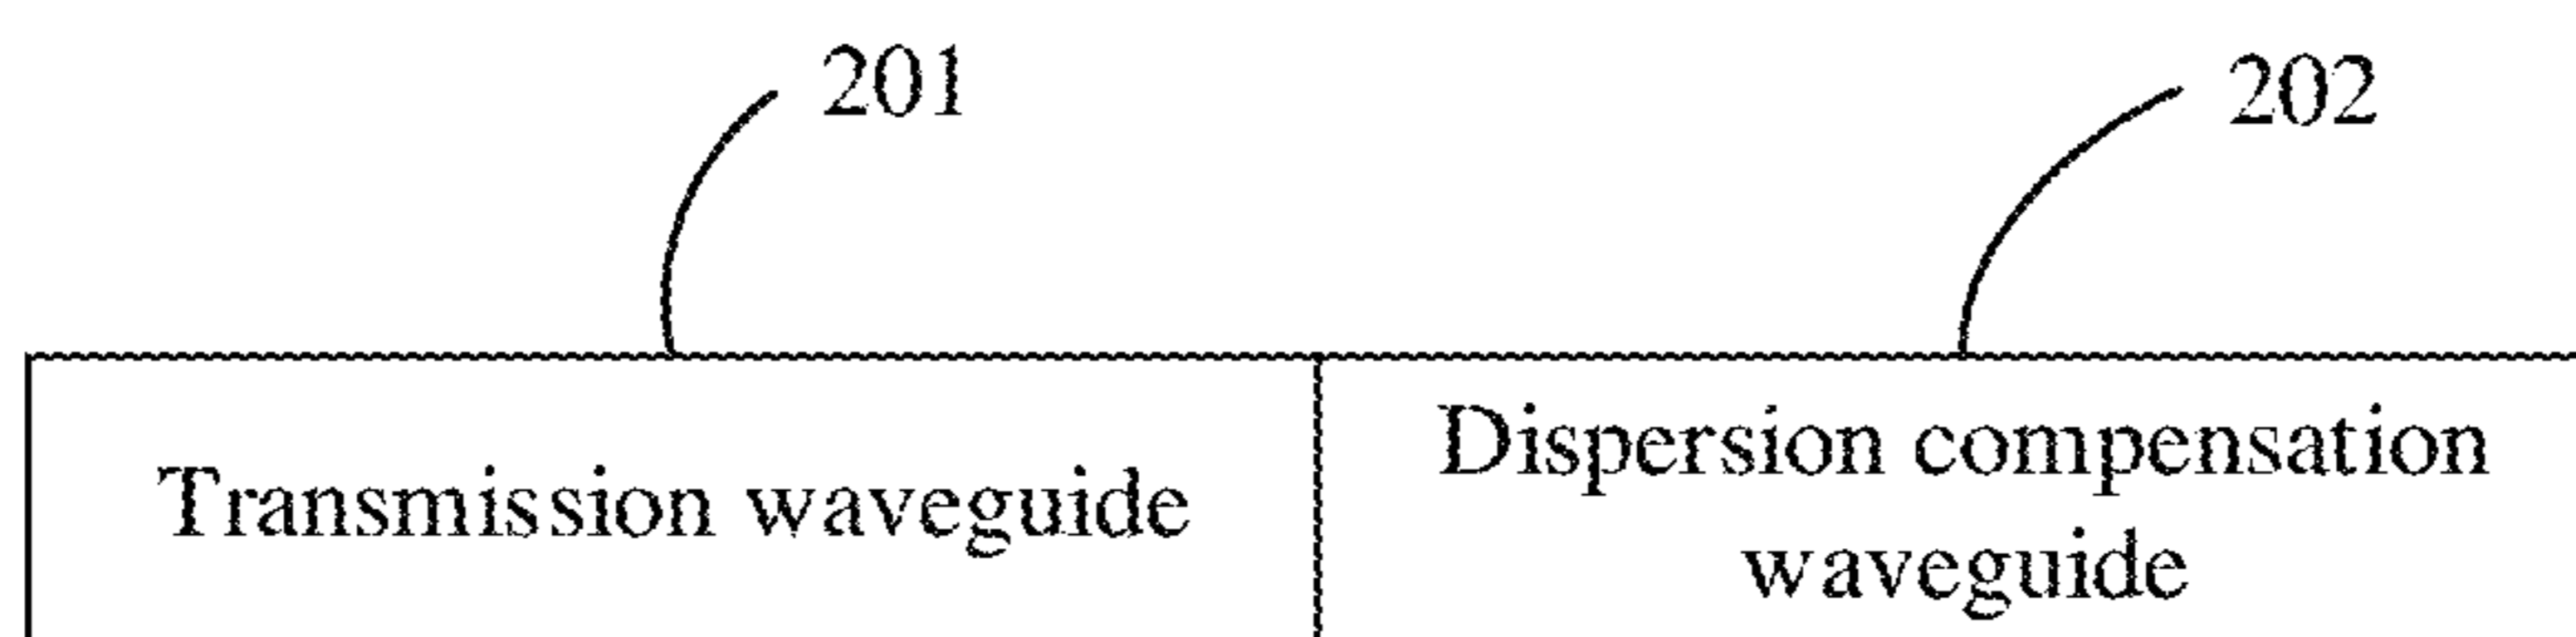 201
202
Transmission waveguide
Dispersion compensation
waveguide